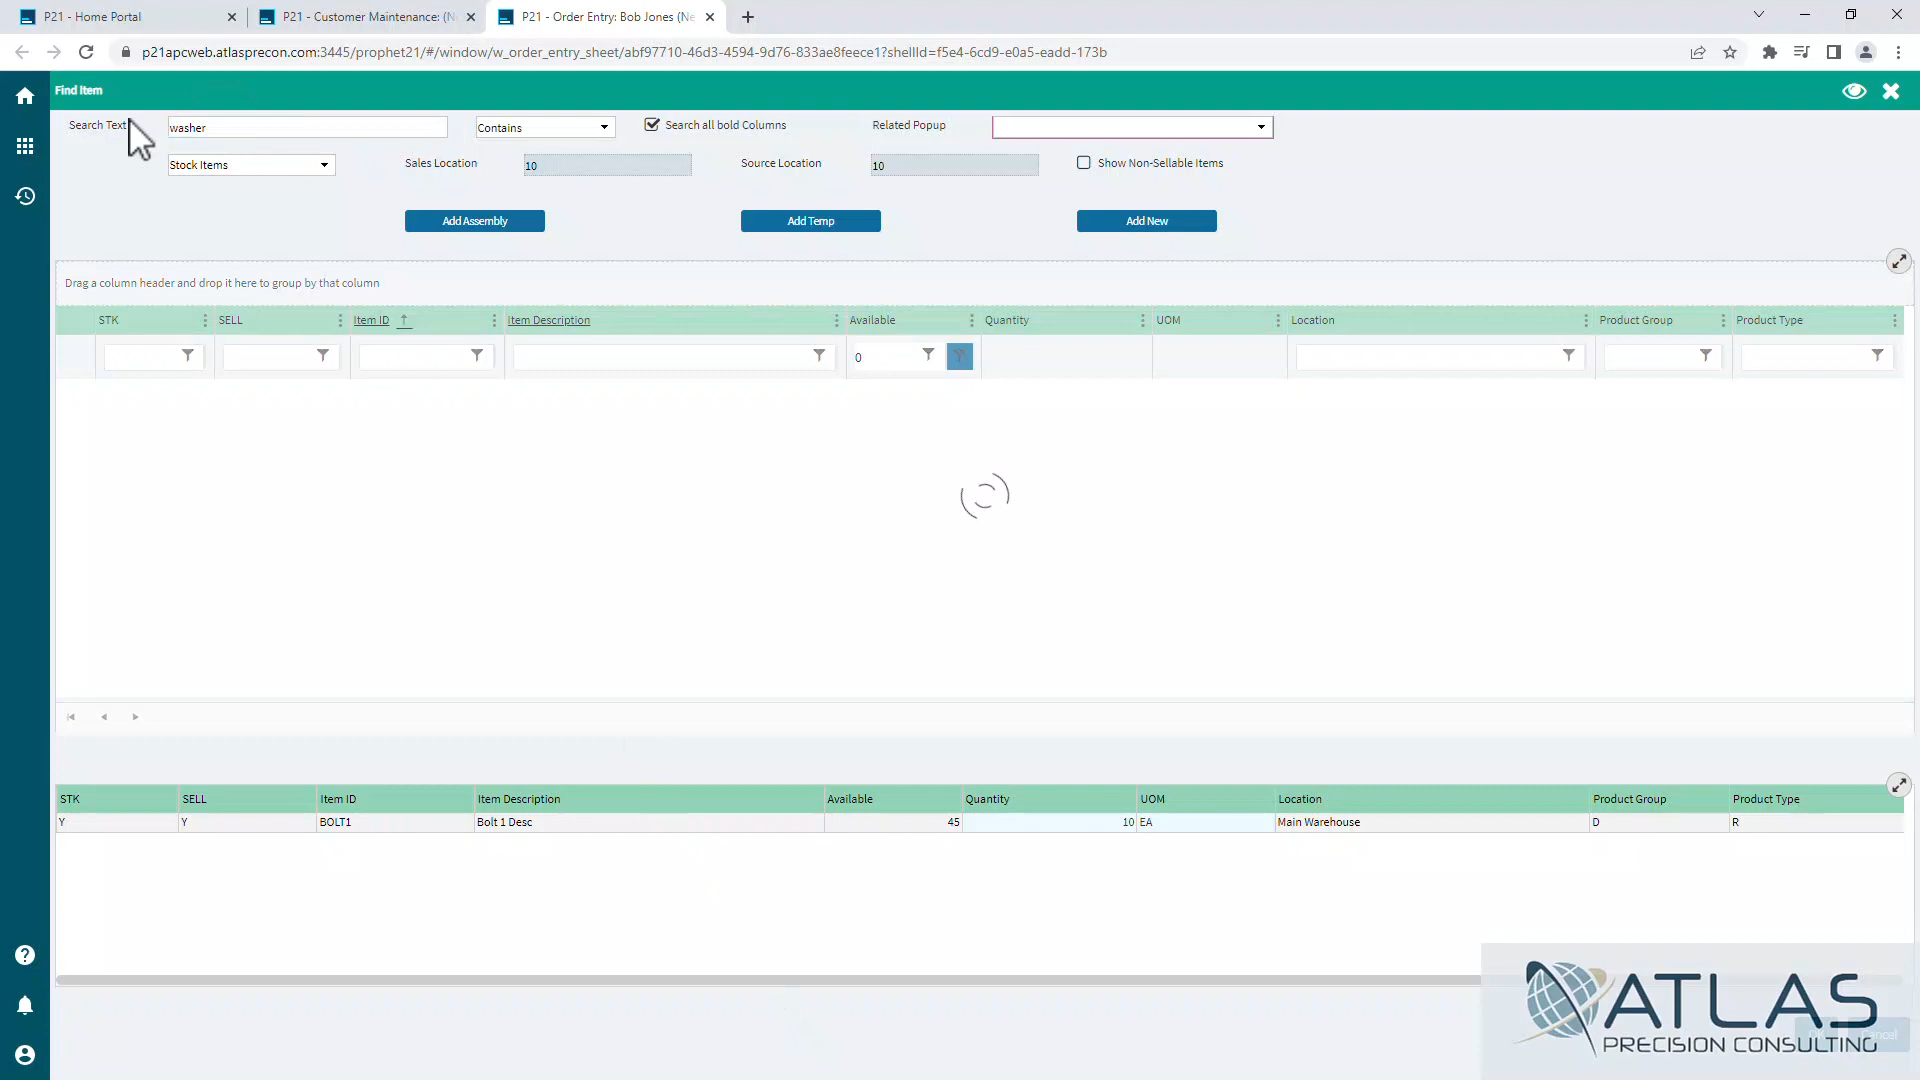 P21 - Home Portal
P21 - Customer Maintenance: (N
P21 - Order Entry: Bob Jones (Ne
p21apcweb.atlasprecon.com:3445/prophet21/#/window/w_order_entry_sheet/abf97710-46d3-4594-9d76-833ae8feece1?shellId=f5e4-6cd9-e0a5-eadd-173b
Find Item
Search Text washer Contains Search all bold Columns Related Popup
Stock Items Sales Location 10 Source Location 10 Show Non-Sellable Items
Add Assembly Add Temp Add New
Drag a column header and drop it here to group by that column
STK SELL Item ID Item Description Available Quantity UOM Location Product Group Product Type
0
STK SELL Item ID Item Description Available Quantity UOM Location Product Group Product Type
Y Y BOLT1 Bolt 1 Desc 45 10 EA Main Warehouse D R
ATLAS
PRECISION CONSULTING
Cancel